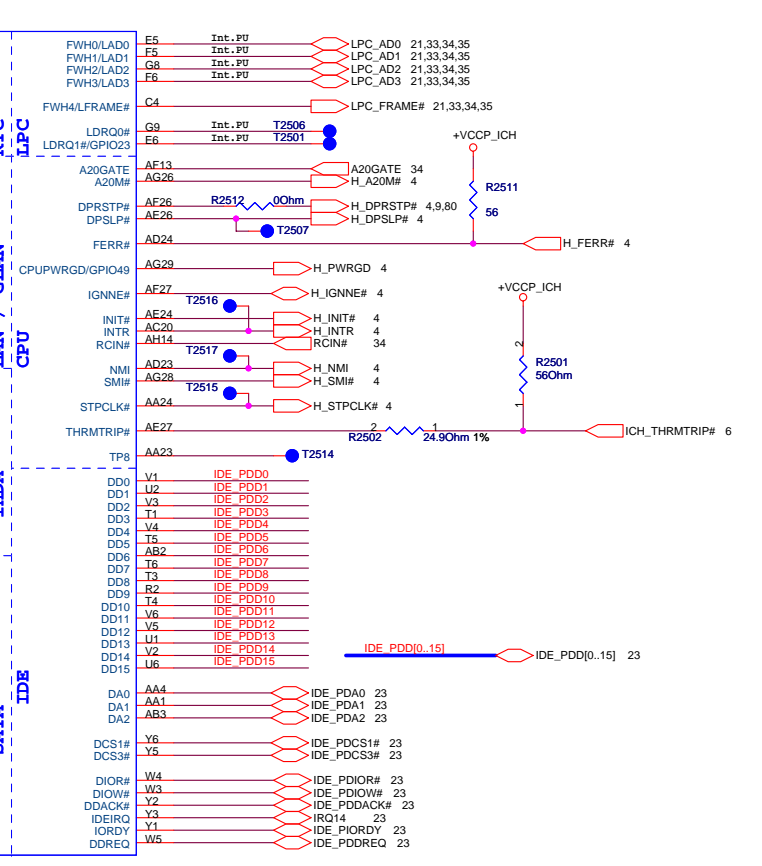 FWH0/LAD0 E5 Int.PU LPC_AD0 21,33,34,35
FWH1/LAD1 F5 Int.PU LPC_AD1 21,33,34,35
FWH2/LAD2 G8 Int.PU LPC_AD2 21,33,34,35
FWH3/LAD3 F6 Int.PU LPC_AD3 21,33,34,35
FWH4/LFRAME# C4 LPC_FRAME# 21,33,34,35
LPC
LDRQ0# G9 Int.PU T2506
LDRQ1#/GPIO23 E6 Int.PU T2501
+VCCP_ICH
A20GATE AF13 A20GATE 34
A20M# AG26 H_A20M# 4
R2511
56
DPRSTP# AF26 R2512 0Ohm H_DPRSTP# 4,9,80
DPSLP# AE26 H_DPSLP# 4
T2507
FERR# AD24 H_FERR# 4
CPUPWRGD/GPIO49 AG29 H_PWRGD 4
+VCCP_ICH
IGNNE# AF27 H_IGNNE# 4
T2516
INIT# AE24 H_INIT# 4
INTR AC20 H_INTR 4
RCIN# AH14 RCIN# 34
CPU
T2517
NMI AD23 H_NMI 4
SMI# AG28 H_SMI# 4
2
R2501
56Ohm
1
T2515
STPCLK# AA24 H_STPCLK# 4
THRMTRIP# AE27 2 R2502 24.9Ohm 1% 1 ICH_THRMTRIP# 6
TP8 AA23 T2514
DD0 V1 IDE_PDD0
DD1 U2 IDE_PDD1
DD2 V3 IDE_PDD2
DD3 T1 IDE_PDD3
DD4 V4 IDE_PDD4
DD5 T5 IDE_PDD5
DD6 AB2 IDE_PDD6
DD7 T6 IDE_PDD7
DD8 T3 IDE_PDD8
DD9 R2 IDE_PDD9
DD10 T4 IDE_PDD10
DD11 V6 IDE_PDD11
DD12 V5 IDE_PDD12
DD13 U1 IDE_PDD13
DD14 V2 IDE_PDD14
DD15 U6 IDE_PDD15
IDE_PDD[0..15] IDE_PDD[0..15] 23
IDE
DA0 AA4 IDE_PDA0 23
DA1 AA1 IDE_PDA1 23
DA2 AB3 IDE_PDA2 23
DCS1# Y6 IDE_PDCS1# 23
DCS3# Y5 IDE_PDCS3# 23
DIOR# W4 IDE_PDIOR# 23
DIOW# W3 IDE_PDIOW# 23
DDACK# Y2 IDE_PDDACK# 23
IDEIRQ Y3 IRQ14 23
IORDY Y1 IDE_PIORDY 23
DDREQ W5 IDE_PDDREQ 23